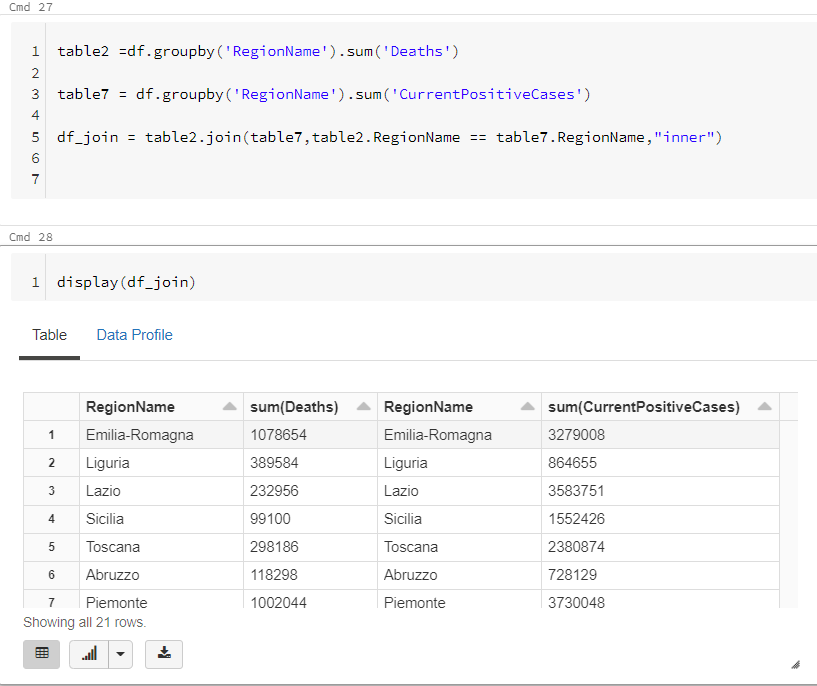 Cmd 27
1 table2 =df.groupby('RegionName').sum('Deaths')
2
3 table7 = df.groupby('RegionName').sum('CurrentPositiveCases')
4
5 df_join = table2.join(table7,table2.RegionName == table7.RegionName,"inner")
6
7
Cmd 28
1 display(df_join)
Table Data Profile
RegionName sum(Deaths) RegionName sum(CurrentPositiveCases)
1 Emilia-Romagna 1078654 Emilia-Romagna 3279008
2 Liguria 389584 Liguria 864655
3 Lazio 232956 Lazio 3583751
4 Sicilia 99100 Sicilia 1552426
5 Toscana 298186 Toscana 2380874
6 Abruzzo 118298 Abruzzo 728129
7 Piemonte 1002044 Piemonte 3730048
Showing all 21 rows.